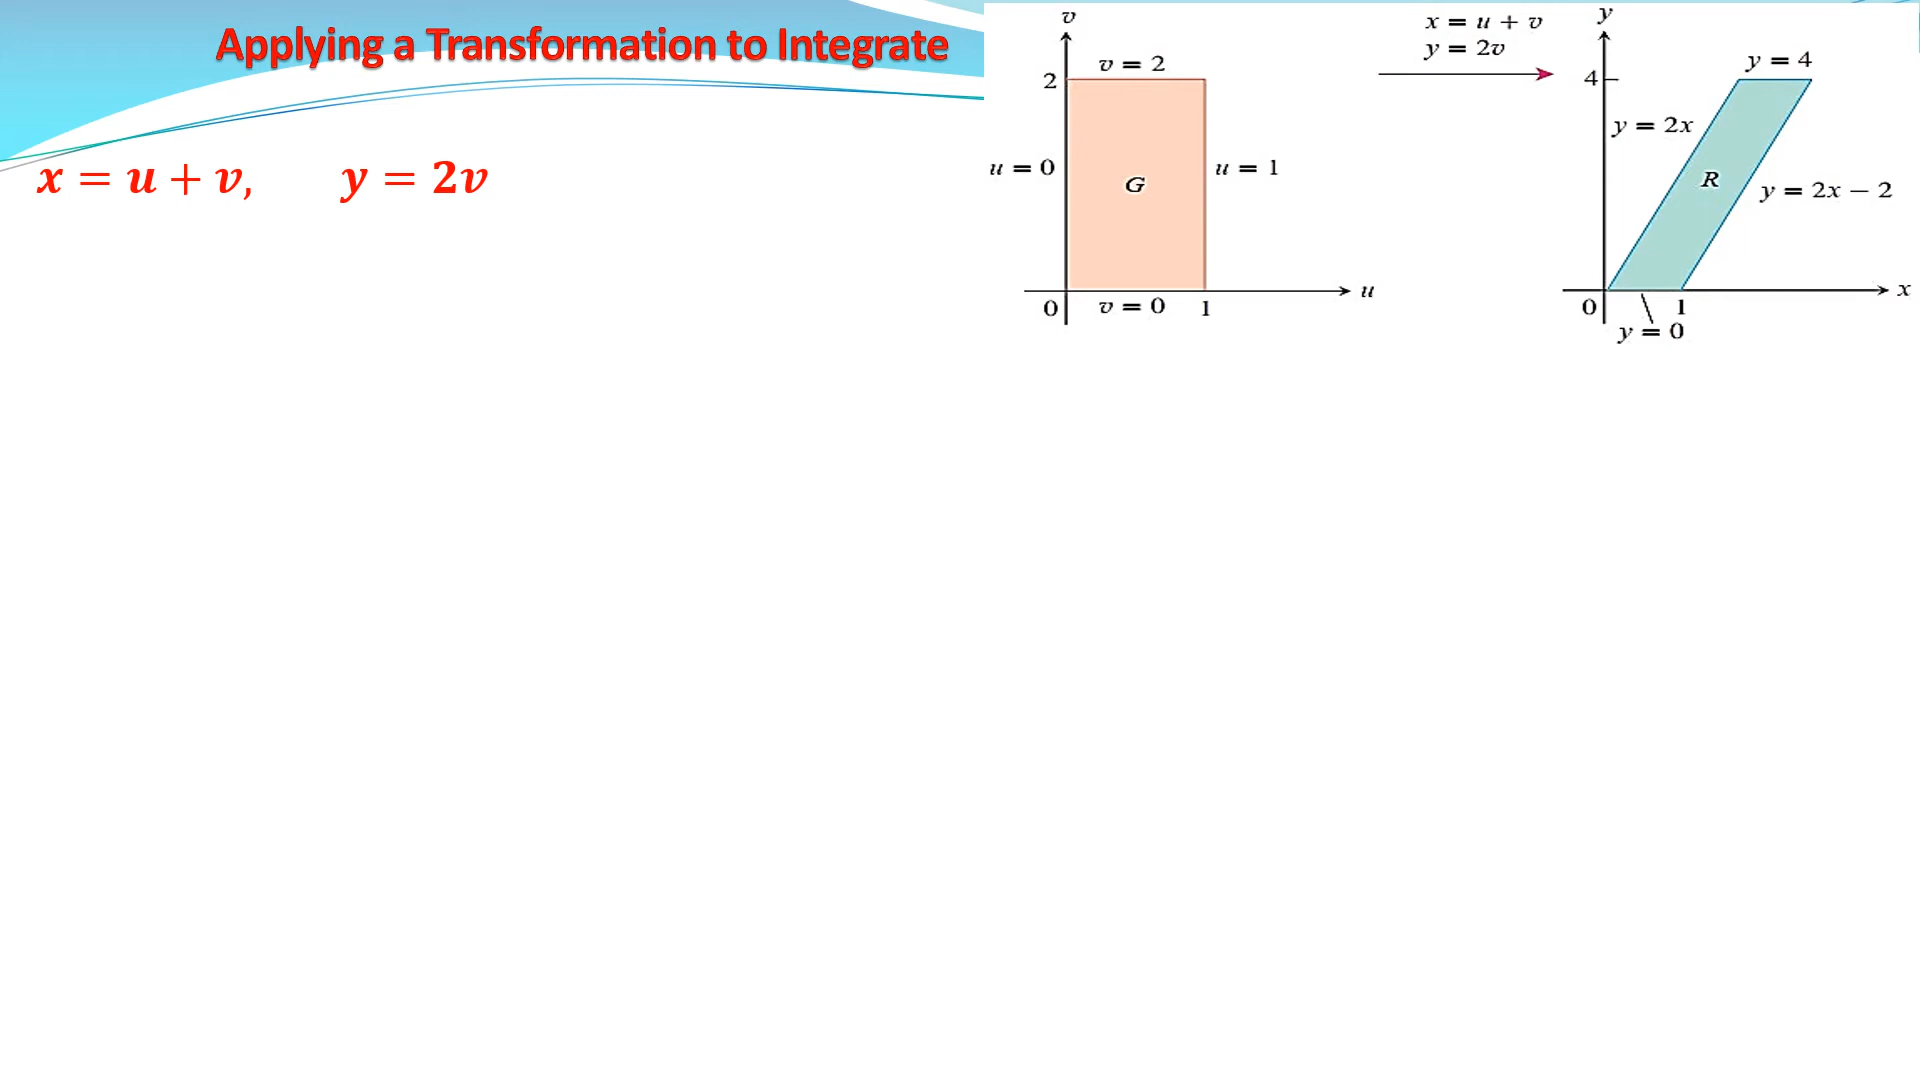 Applying a Transformation to Integrate
x = u + v, y = 2v
v
v = 2
2
u = 0
G
u = 1
0
v = 0
1
u
x = u + v
y = 2v
y
y = 4
4
y = 2x
R
y = 2x − 2
0
1
x
y = 0